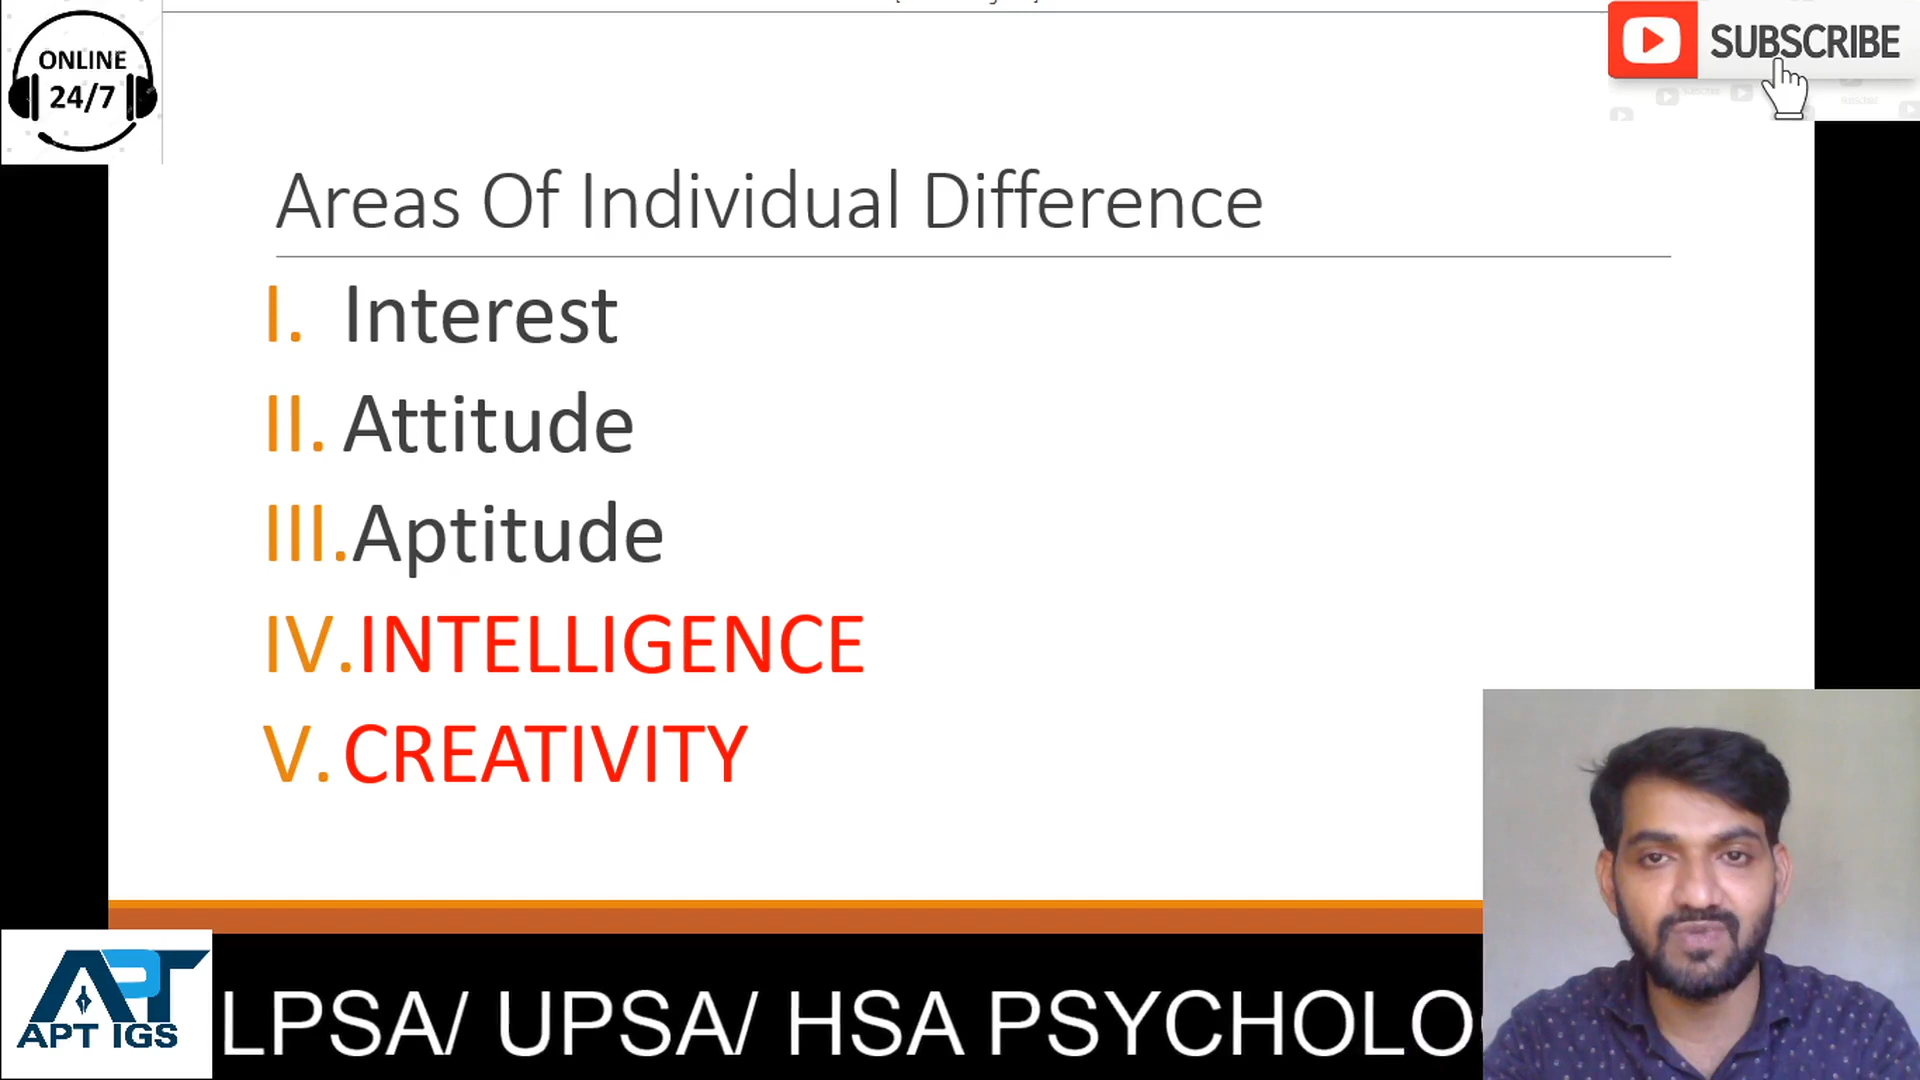 ONLINE
24/7
SUBSCRIBE
Areas Of Individual Difference
I. Interest
II. Attitude
III. Aptitude
IV. INTELLIGENCE
V. CREATIVITY
APT
APT IGS
LPSA/ UPSA/ HSA PSYCHOLO